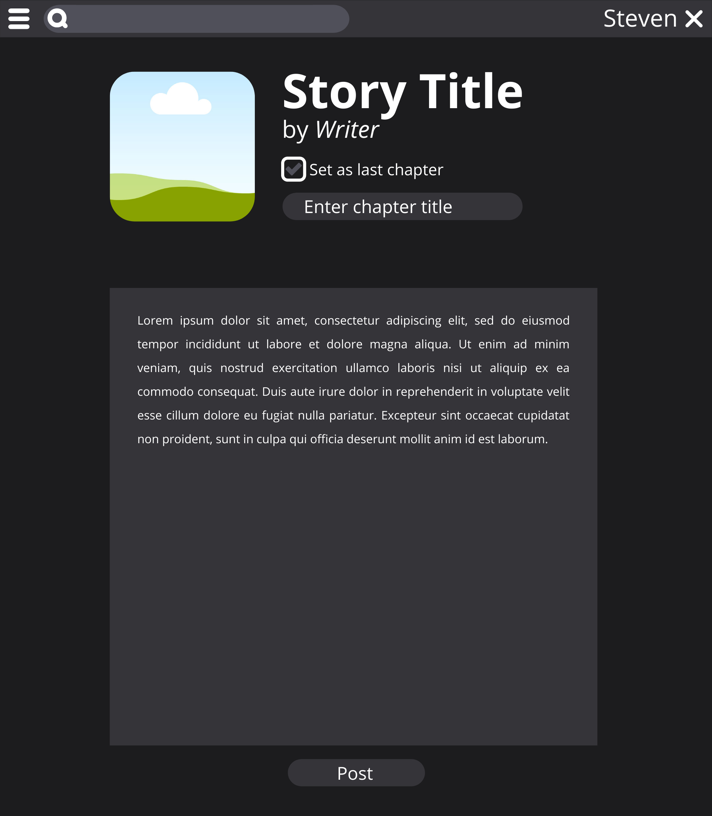 Steven
Story Title
by Writer
Set as last chapter
Enter chapter title
Lorem ipsum dolor sit amet, consectetur adipiscing elit, sed do eiusmod
tempor incididunt ut labore et dolore magna aliqua. Ut enim ad minim
veniam, quis nostrud exercitation ullamco laboris nisi ut aliquip ex ea
commodo consequat. Duis aute irure dolor in reprehenderit in voluptate velit
esse cillum dolore eu fugiat nulla pariatur. Excepteur sint occaecat cupidatat
non proident, sunt in culpa qui officia deserunt mollit anim id est laborum.
Post